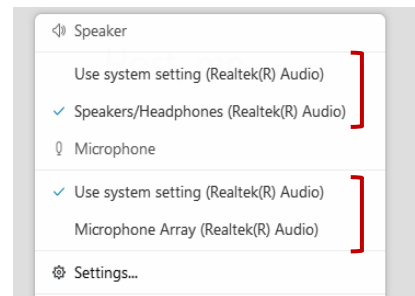 Speaker
Use system setting (Realtek(R) Audio)
Speakers/Headphones (Realtek(R) Audio)
Microphone
Use system setting (Realtek(R) Audio)
Microphone Array (Realtek(R) Audio)
Settings...